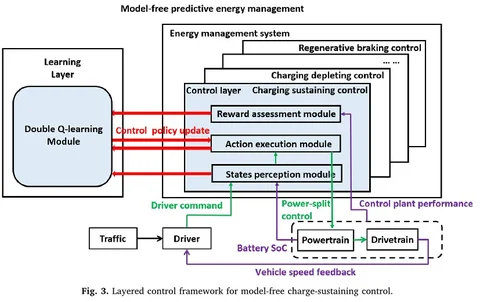 Model-free predictive energy management
Energy management system
Regenerative braking control
... ...
Charging depleting control
Control layer
Charging sustaining control
Learning
Layer
Double Q-learning
Module
Reward assessment module
Control policy update
Action execution module
States perception module
Driver command
Power-split
control
Control plant performance
Traffic
Driver
Battery SoC
Powertrain
Drivetrain
Vehicle speed feedback
Fig. 3. Layered control framework for model-free charge-sustaining control.